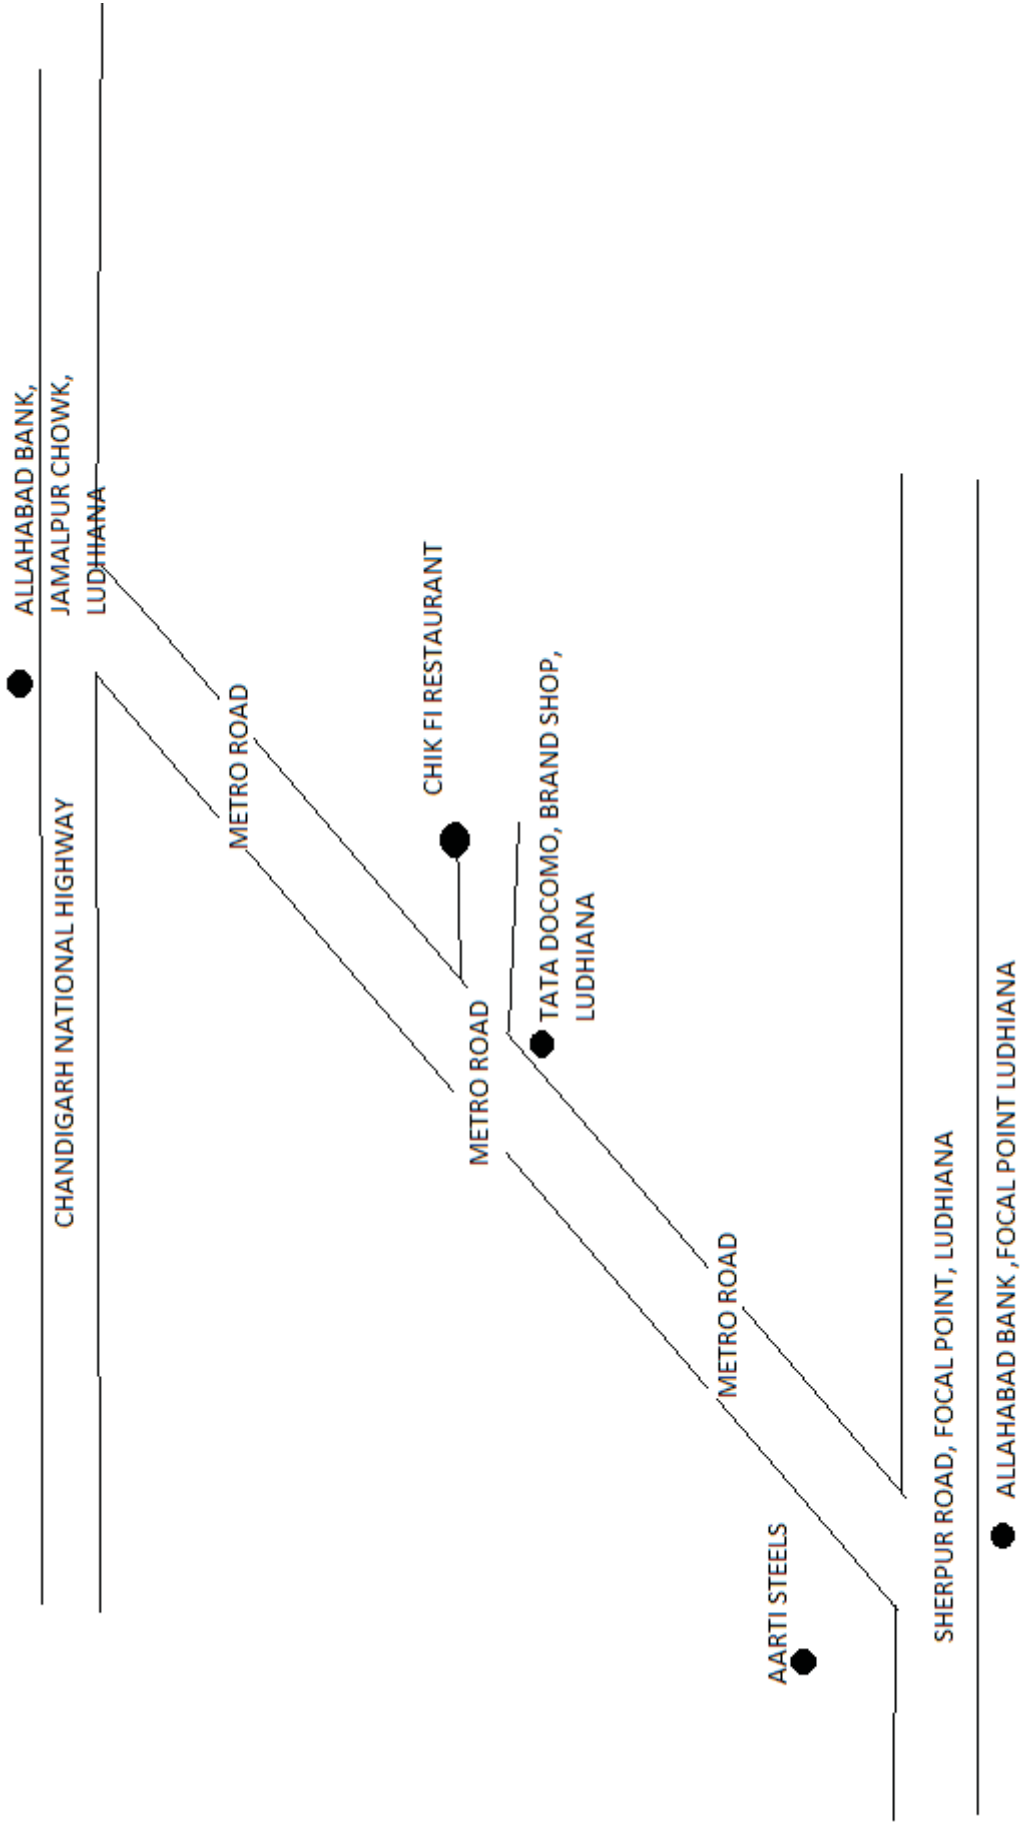 ALLAHABAD BANK,
JAMALPUR CHOWK,
LUDHIANA
CHANDIGARH NATIONAL HIGHWAY
METRO ROAD
CHIK FI RESTAURANT
METRO ROAD
TATA DOCOMO, BRAND SHOP,
LUDHIANA
METRO ROAD
AARTI STEELS
SHERPUR ROAD, FOCAL POINT, LUDHIANA
ALLAHABAD BANK ,FOCAL POINT LUDHIANA